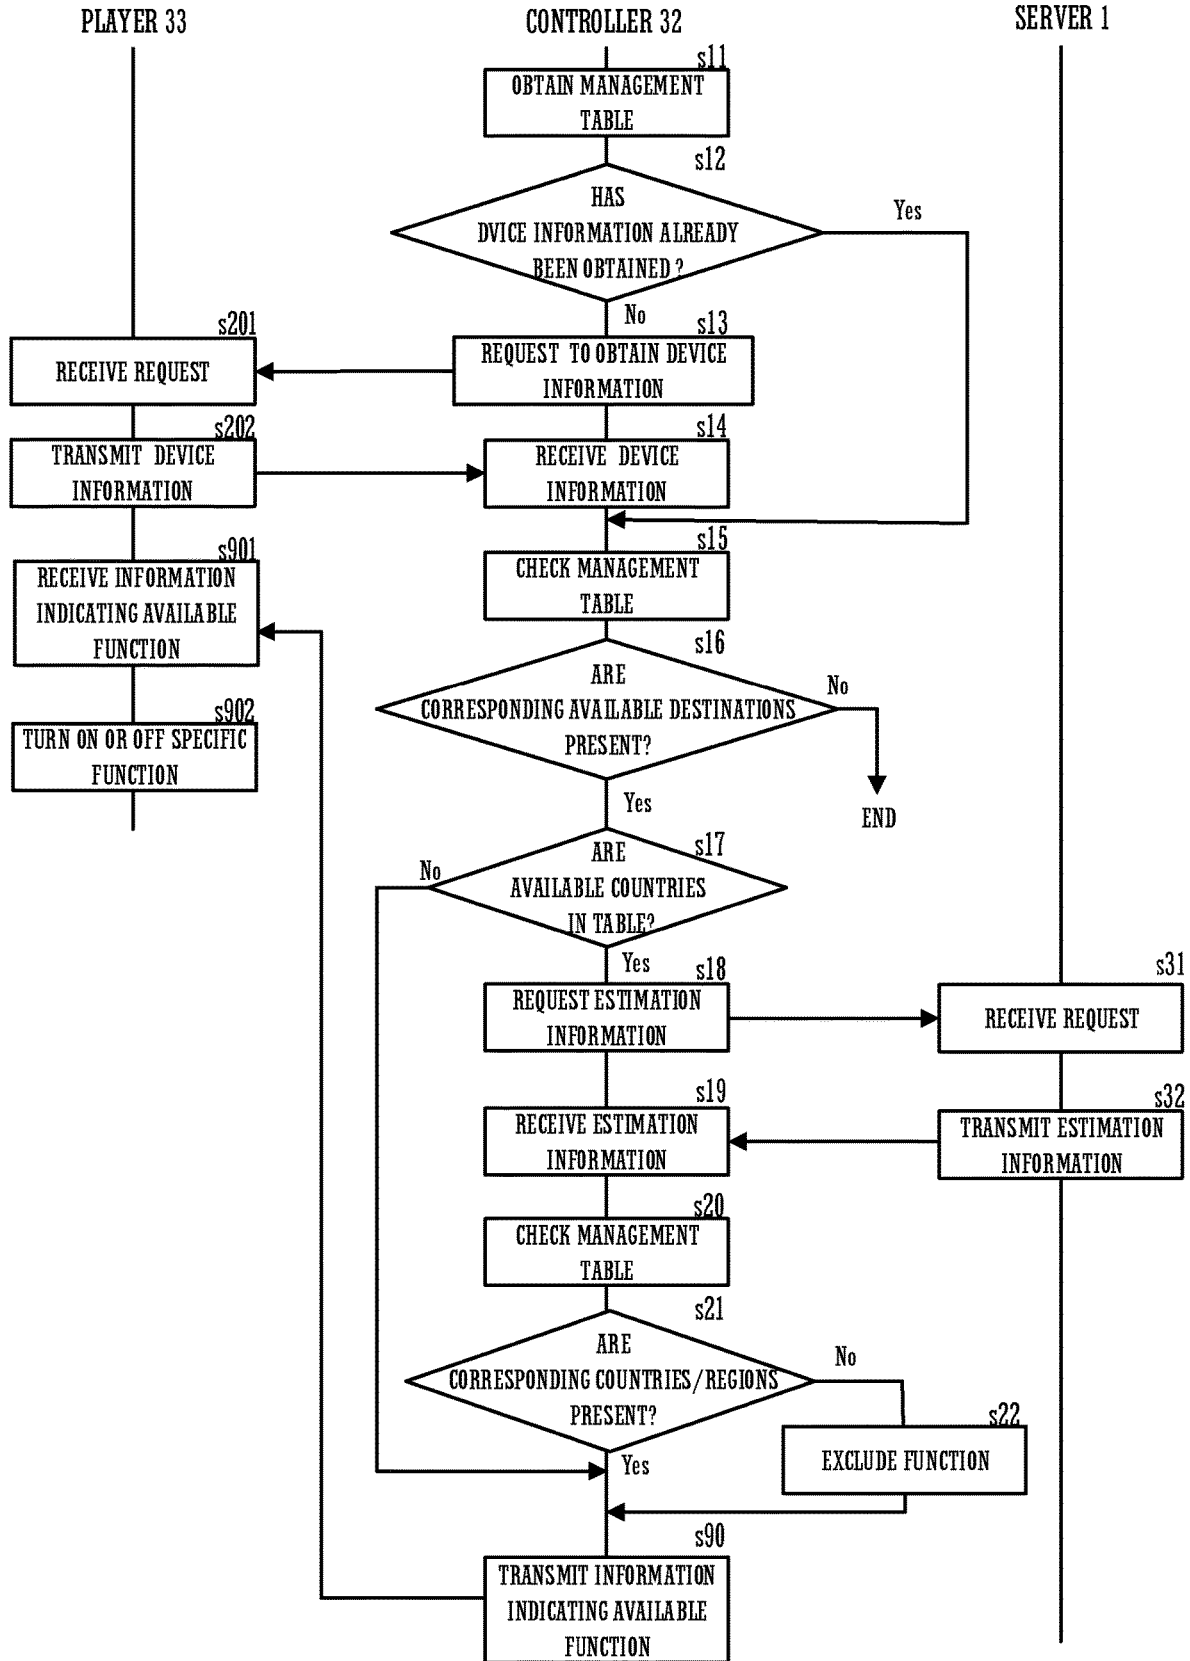 PLAYER 33
CONTROLLER 32
SERVER 1
s11
OBTAIN MANAGEMENT
TABLE
s12
HAS
DVICE INFORMATION ALREADY
BEEN OBTAINED ?
Yes
No
s13
REQUEST TO OBTAIN DEVICE
INFORMATION
s201
RECEIVE REQUEST
s202
TRANSMIT DEVICE
INFORMATION
s14
RECEIVE DEVICE
INFORMATION
s15
CHECK MANAGEMENT
TABLE
s901
RECEIVE INFORMATION
INDICATING AVAILABLE
FUNCTION
s902
TURN ON OR OFF SPECIFIC
FUNCTION
s16
ARE
CORRESPONDING AVAILABLE DESTINATIONS
PRESENT?
No
END
Yes
s17
ARE
AVAILABLE COUNTRIES
IN TABLE?
No
Yes
s18
REQUEST ESTIMATION
INFORMATION
s31
RECEIVE REQUEST
s19
RECEIVE ESTIMATION
INFORMATION
s32
TRANSMIT ESTIMATION
INFORMATION
s20
CHECK MANAGEMENT
TABLE
s21
ARE
CORRESPONDING COUNTRIES/REGIONS
PRESENT?
No
s22
EXCLUDE FUNCTION
Yes
s90
TRANSMIT INFORMATION
INDICATING AVAILABLE
FUNCTION